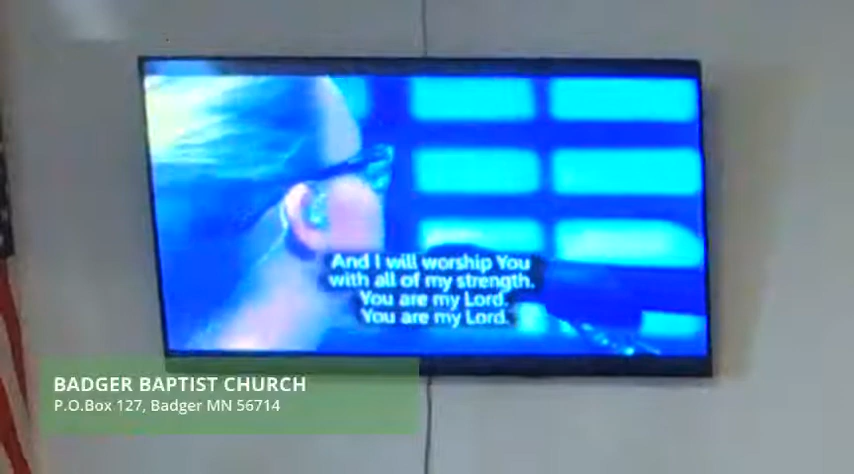 And I will worship You
with all of my strength.
You are my Lord.
You are my Lord.
BADGER BAPTIST CHURCH
P.O.Box 127, Badger MN 56714